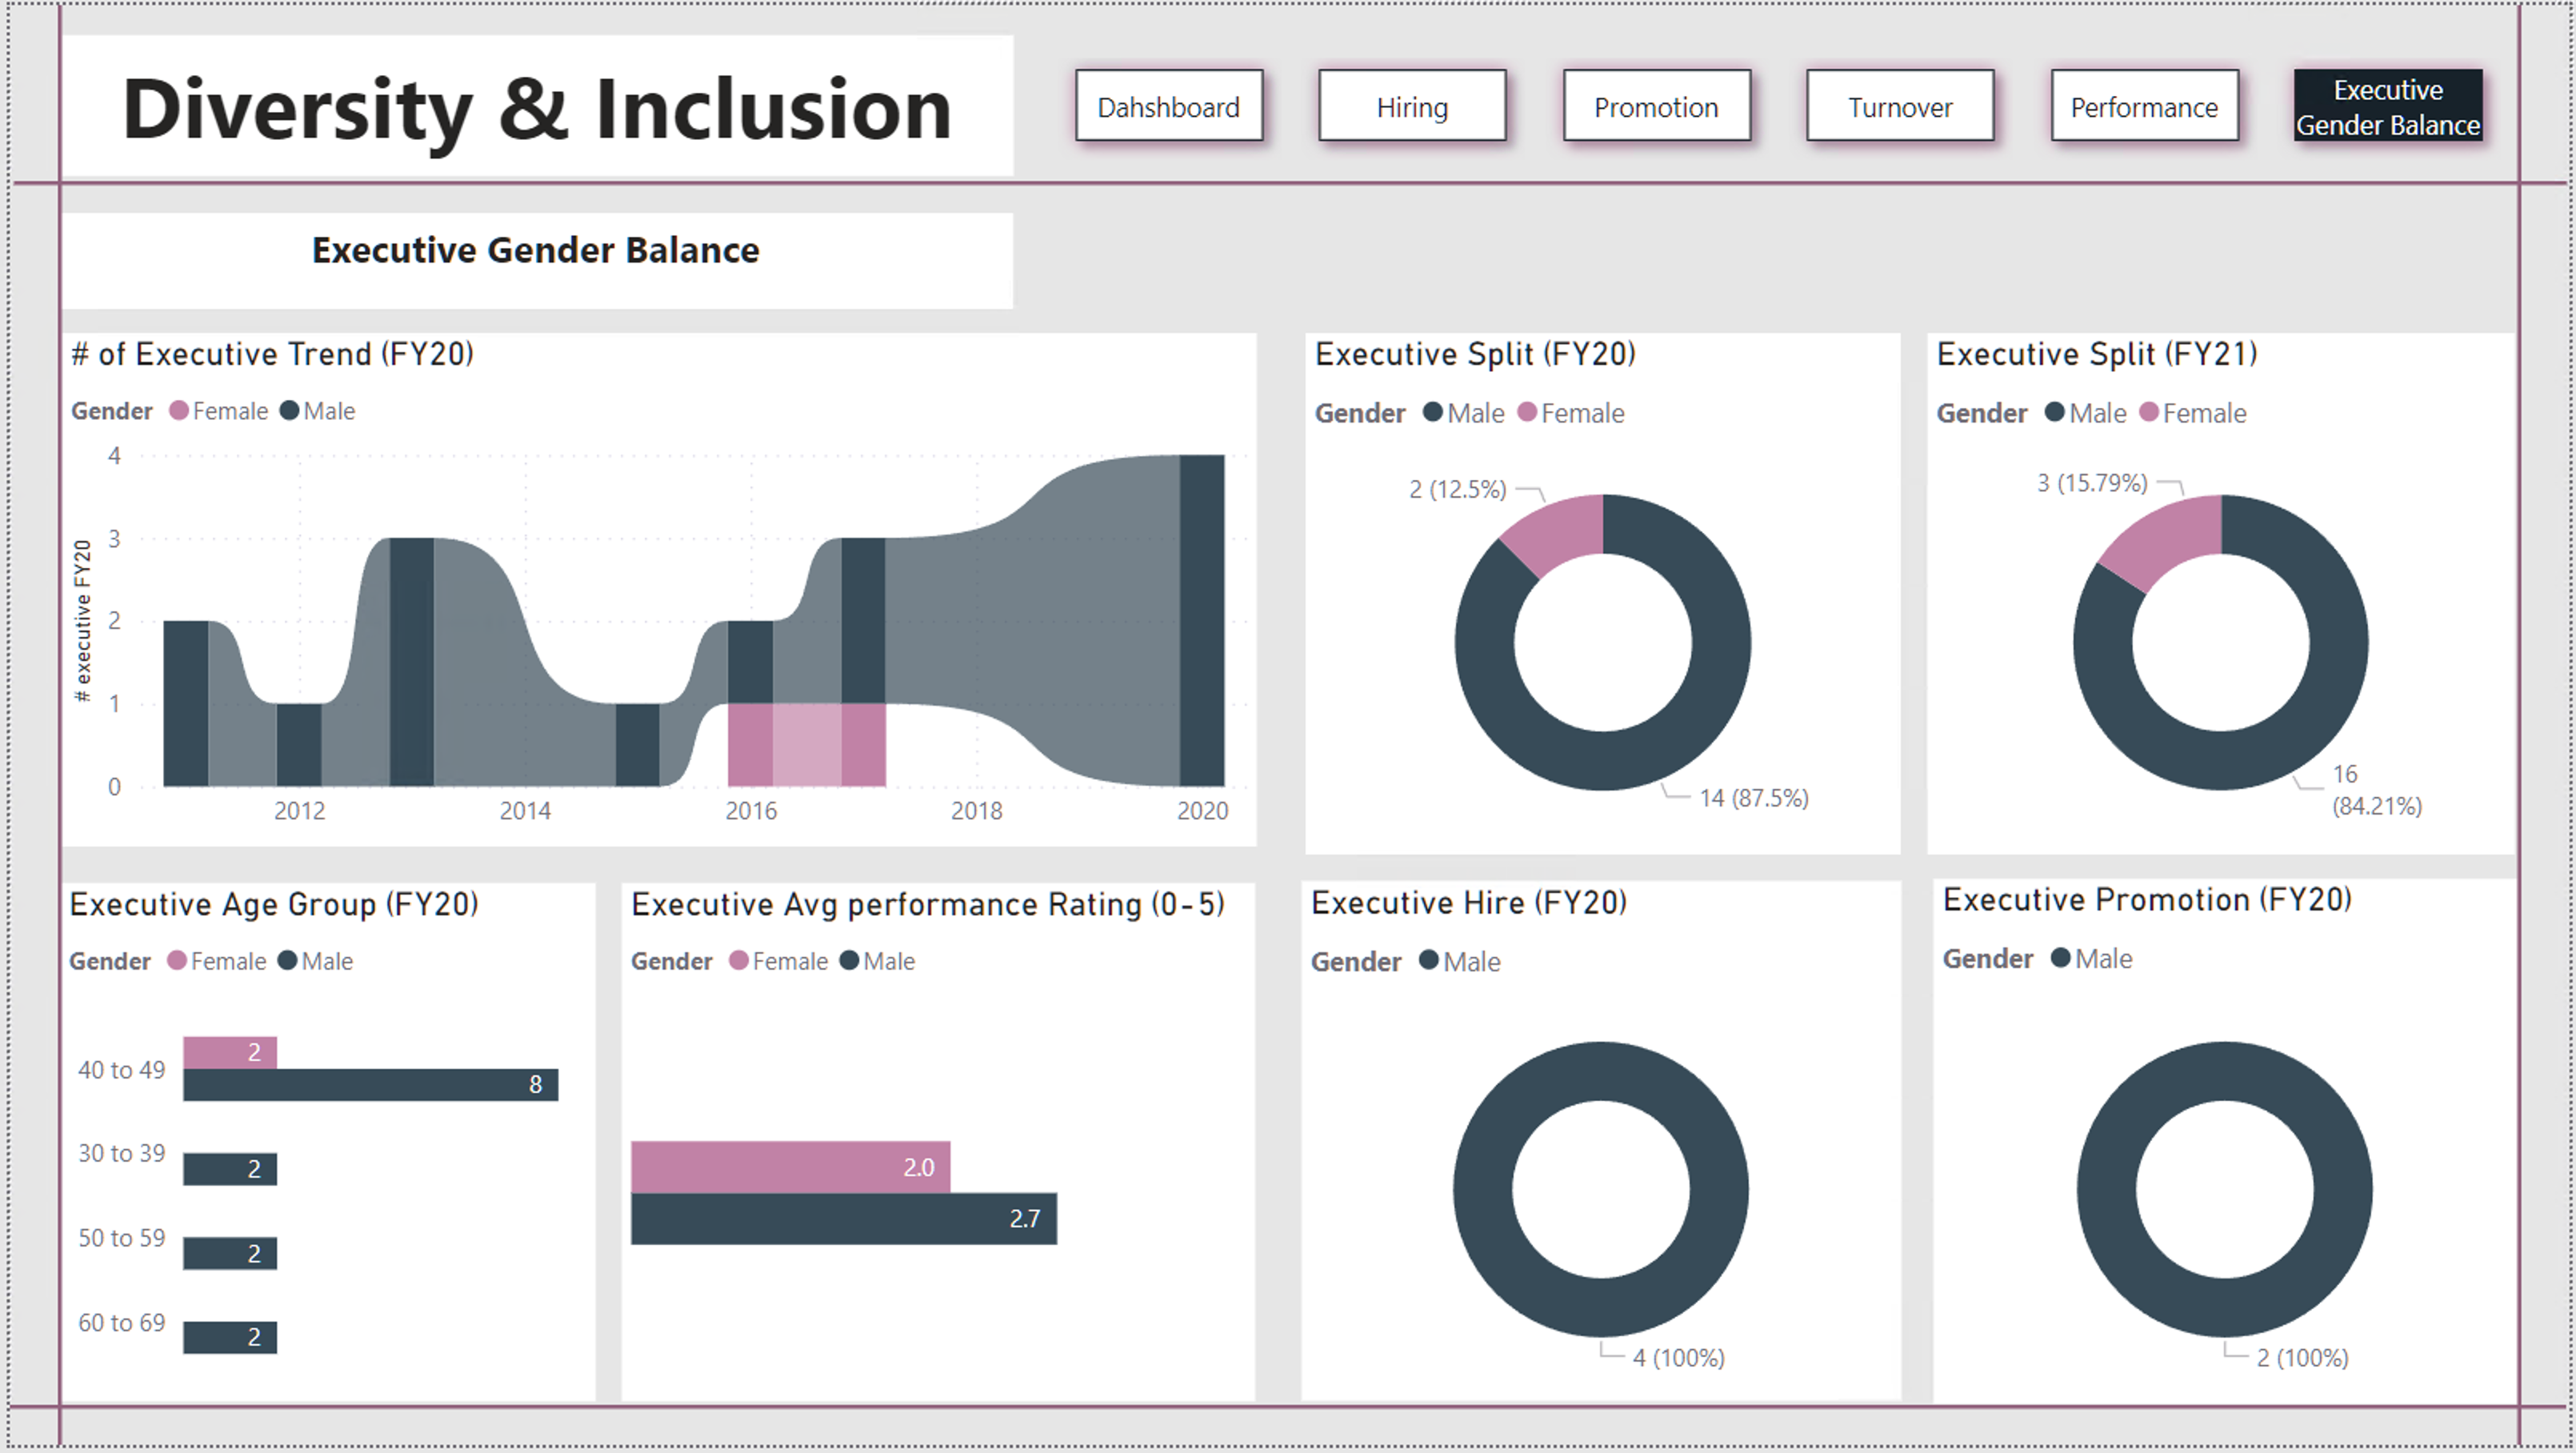 Diversity & Inclusion
Dahshboard
Hiring
Promotion
Turnover
Performance
Executive
Gender Balance
Executive Gender Balance
# of Executive Trend (FY20)
Gender Female Male
# executive FY20
4
3
2
1
0
2012 2014 2016 2018 2020
Executive Split (FY20)
Gender Male Female
2 (12.5%)
14 (87.5%)
Executive Split (FY21)
Gender Male Female
3 (15.79%)
16
(84.21%)
Executive Age Group (FY20)
Gender Female Male
40 to 49
2
8
30 to 39 2
50 to 59 2
60 to 69 2
Executive Avg performance Rating (0-5)
Gender Female Male
2.0
2.7
Executive Hire (FY20)
Gender Male
4 (100%)
Executive Promotion (FY20)
Gender Male
2 (100%)